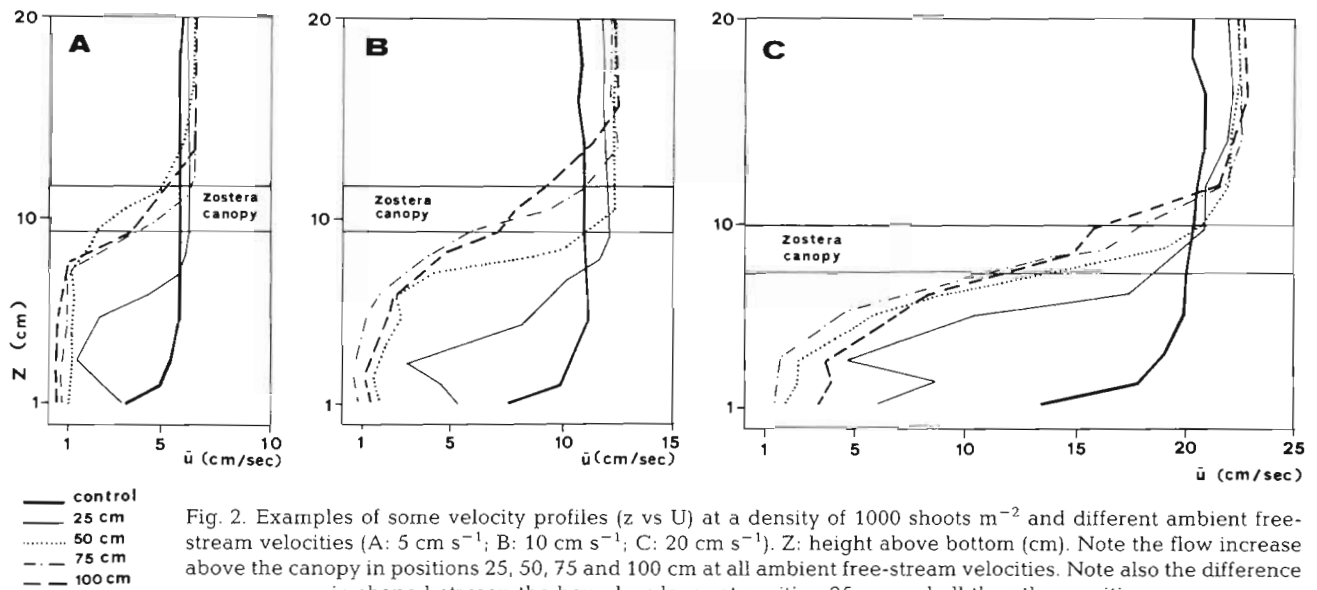 20
A
Zostera
canopy
10
Z (cm)
1
1 5 10
ū (cm/sec)
20
B
Zostera
canopy
10
1
1 5 10 15
ū (cm/sec)
20
C
10
Zostera
canopy
1
1 5 10 15 20 25
ū (cm/sec)
control
25 cm
50 cm
75 cm
100 cm
Fig. 2. Examples of some velocity profiles (z vs U) at a density of 1000 shoots m⁻² and different ambient free-
stream velocities (A: 5 cm s⁻¹; B: 10 cm s⁻¹; C: 20 cm s⁻¹). Z: height above bottom (cm). Note the flow increase
above the canopy in positions 25, 50, 75 and 100 cm at all ambient free-stream velocities. Note also the difference